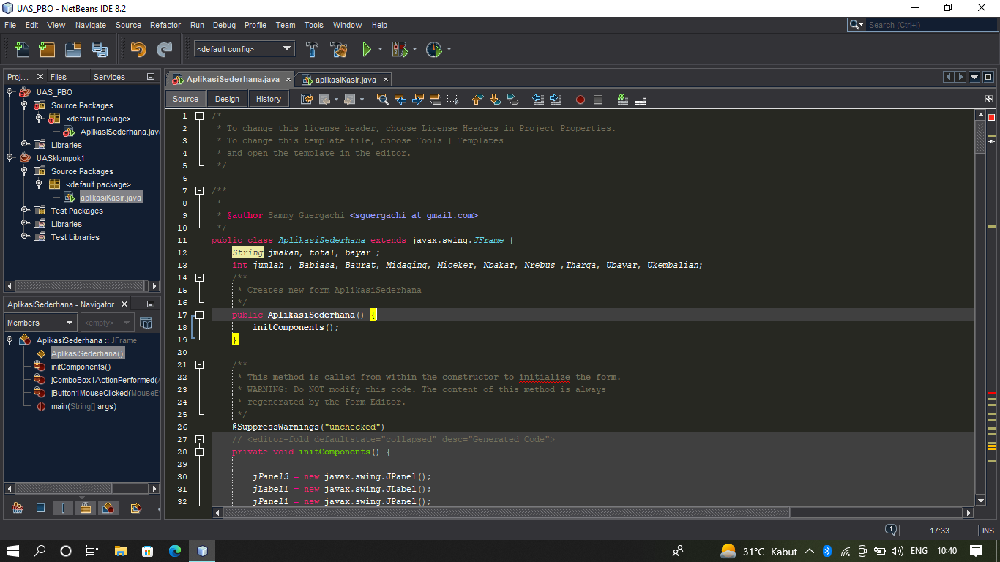 UAS_PBO - NetBeans IDE 8.2
File Edit View Navigate Source Refactor Run Debug Profile Team Tools Window Help
Search (Ctrl+I)
<default config>
Proj... Files Services
UAS_PBO
Source Packages
<default package>
AplikasiSederhana.java
Libraries
UASklompok1
Source Packages
<default package>
aplikasiKasir.java
Test Packages
Libraries
Test Libraries
AplikasiSederhana - Navigator
Members <empty>
AplikasiSederhana :: JFrame
AplikasiSederhana()
initComponents()
jComboBox1ActionPerformed(A
jButton1MouseClicked(MouseEv
main(String[] args)
AplikasiSederhana.java aplikasiKasir.java
Source Design History
1 /*
2 * To change this license header, choose License Headers in Project Properties.
3 * To change this template file, choose Tools | Templates
4 * and open the template in the editor.
5 */
6
7 /**
8 *
9 * @author Sammy Guergachi <sguergachi at gmail.com>
10 */
11 public class AplikasiSederhana extends javax.swing.JFrame {
12 String jmakan, total, bayar ;
13 int jumlah , Babiasa, Baurat, Midaging, Miceker, Nbakar, Nrebus ,Tharga, Ubayar, Ukembalian;
14 /**
15 * Creates new form AplikasiSederhana
16 */
17 public AplikasiSederhana() {
18 initComponents();
19 }
20
21 /**
22 * This method is called from within the constructor to initialize the form.
23 * WARNING: Do NOT modify this code. The content of this method is always
24 * regenerated by the Form Editor.
25 */
26 @SuppressWarnings("unchecked")
27 // <editor-fold defaultstate="collapsed" desc="Generated Code">
28 private void initComponents() {
29
30 jPanel3 = new javax.swing.JPanel();
31 jLabel1 = new javax.swing.JLabel();
32 jPanel1 = new javax.swing.JPanel();
1 17:33 INS
31°C Kabut ENG 10:40